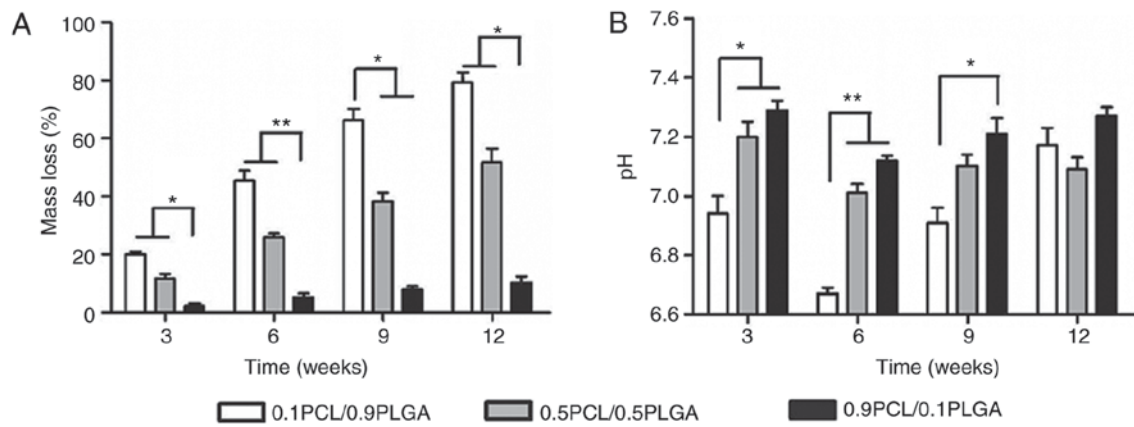 A
Mass loss (%)
100
80
60
40
20
0
*
**
*
*
3 6 9 12
Time (weeks)
B
pH
7.6
7.4
7.2
7.0
6.8
6.6
*
**
*
3 6 9 12
Time (weeks)
0.1PCL/0.9PLGA 0.5PCL/0.5PLGA 0.9PCL/0.1PLGA